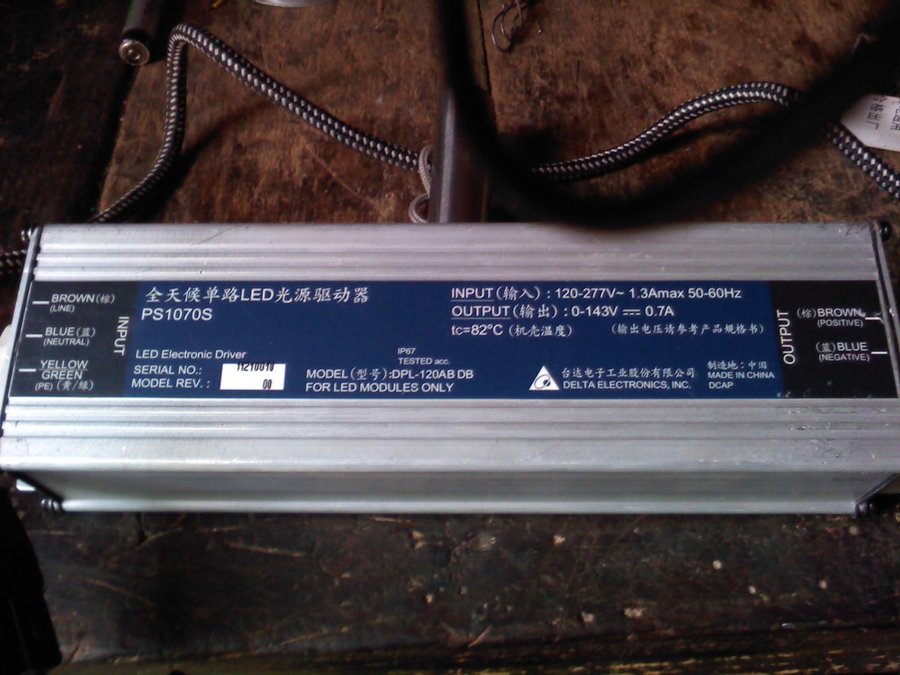 BROWN (棕)
(LINE)
BLUE (蓝)
(NEUTRAL)
YELLOW
GREEN
(PE) (黄/绿)
INPUT
全天候单路LED光源驱动器
PS1070S
LED Electronic Driver
SERIAL NO.: 11210010
MODEL REV. : 00
IP67
TESTED acc.
MODEL (型号) :DPL-120AB DB
FOR LED MODULES ONLY
INPUT (输入) : 120-277V~ 1.3Amax 50-60Hz
OUTPUT (输出) : 0-143V ⎓ 0.7A
tc=82°C (机壳温度) (输出电压请参考产品规格书)
台达电子工业股份有限公司
DELTA ELECTRONICS, INC.
制造地：中国
MADE IN CHINA
DCAP
OUTPUT
(棕) BROWN
(POSITIVE)
(蓝) BLUE
(NEGATIVE)